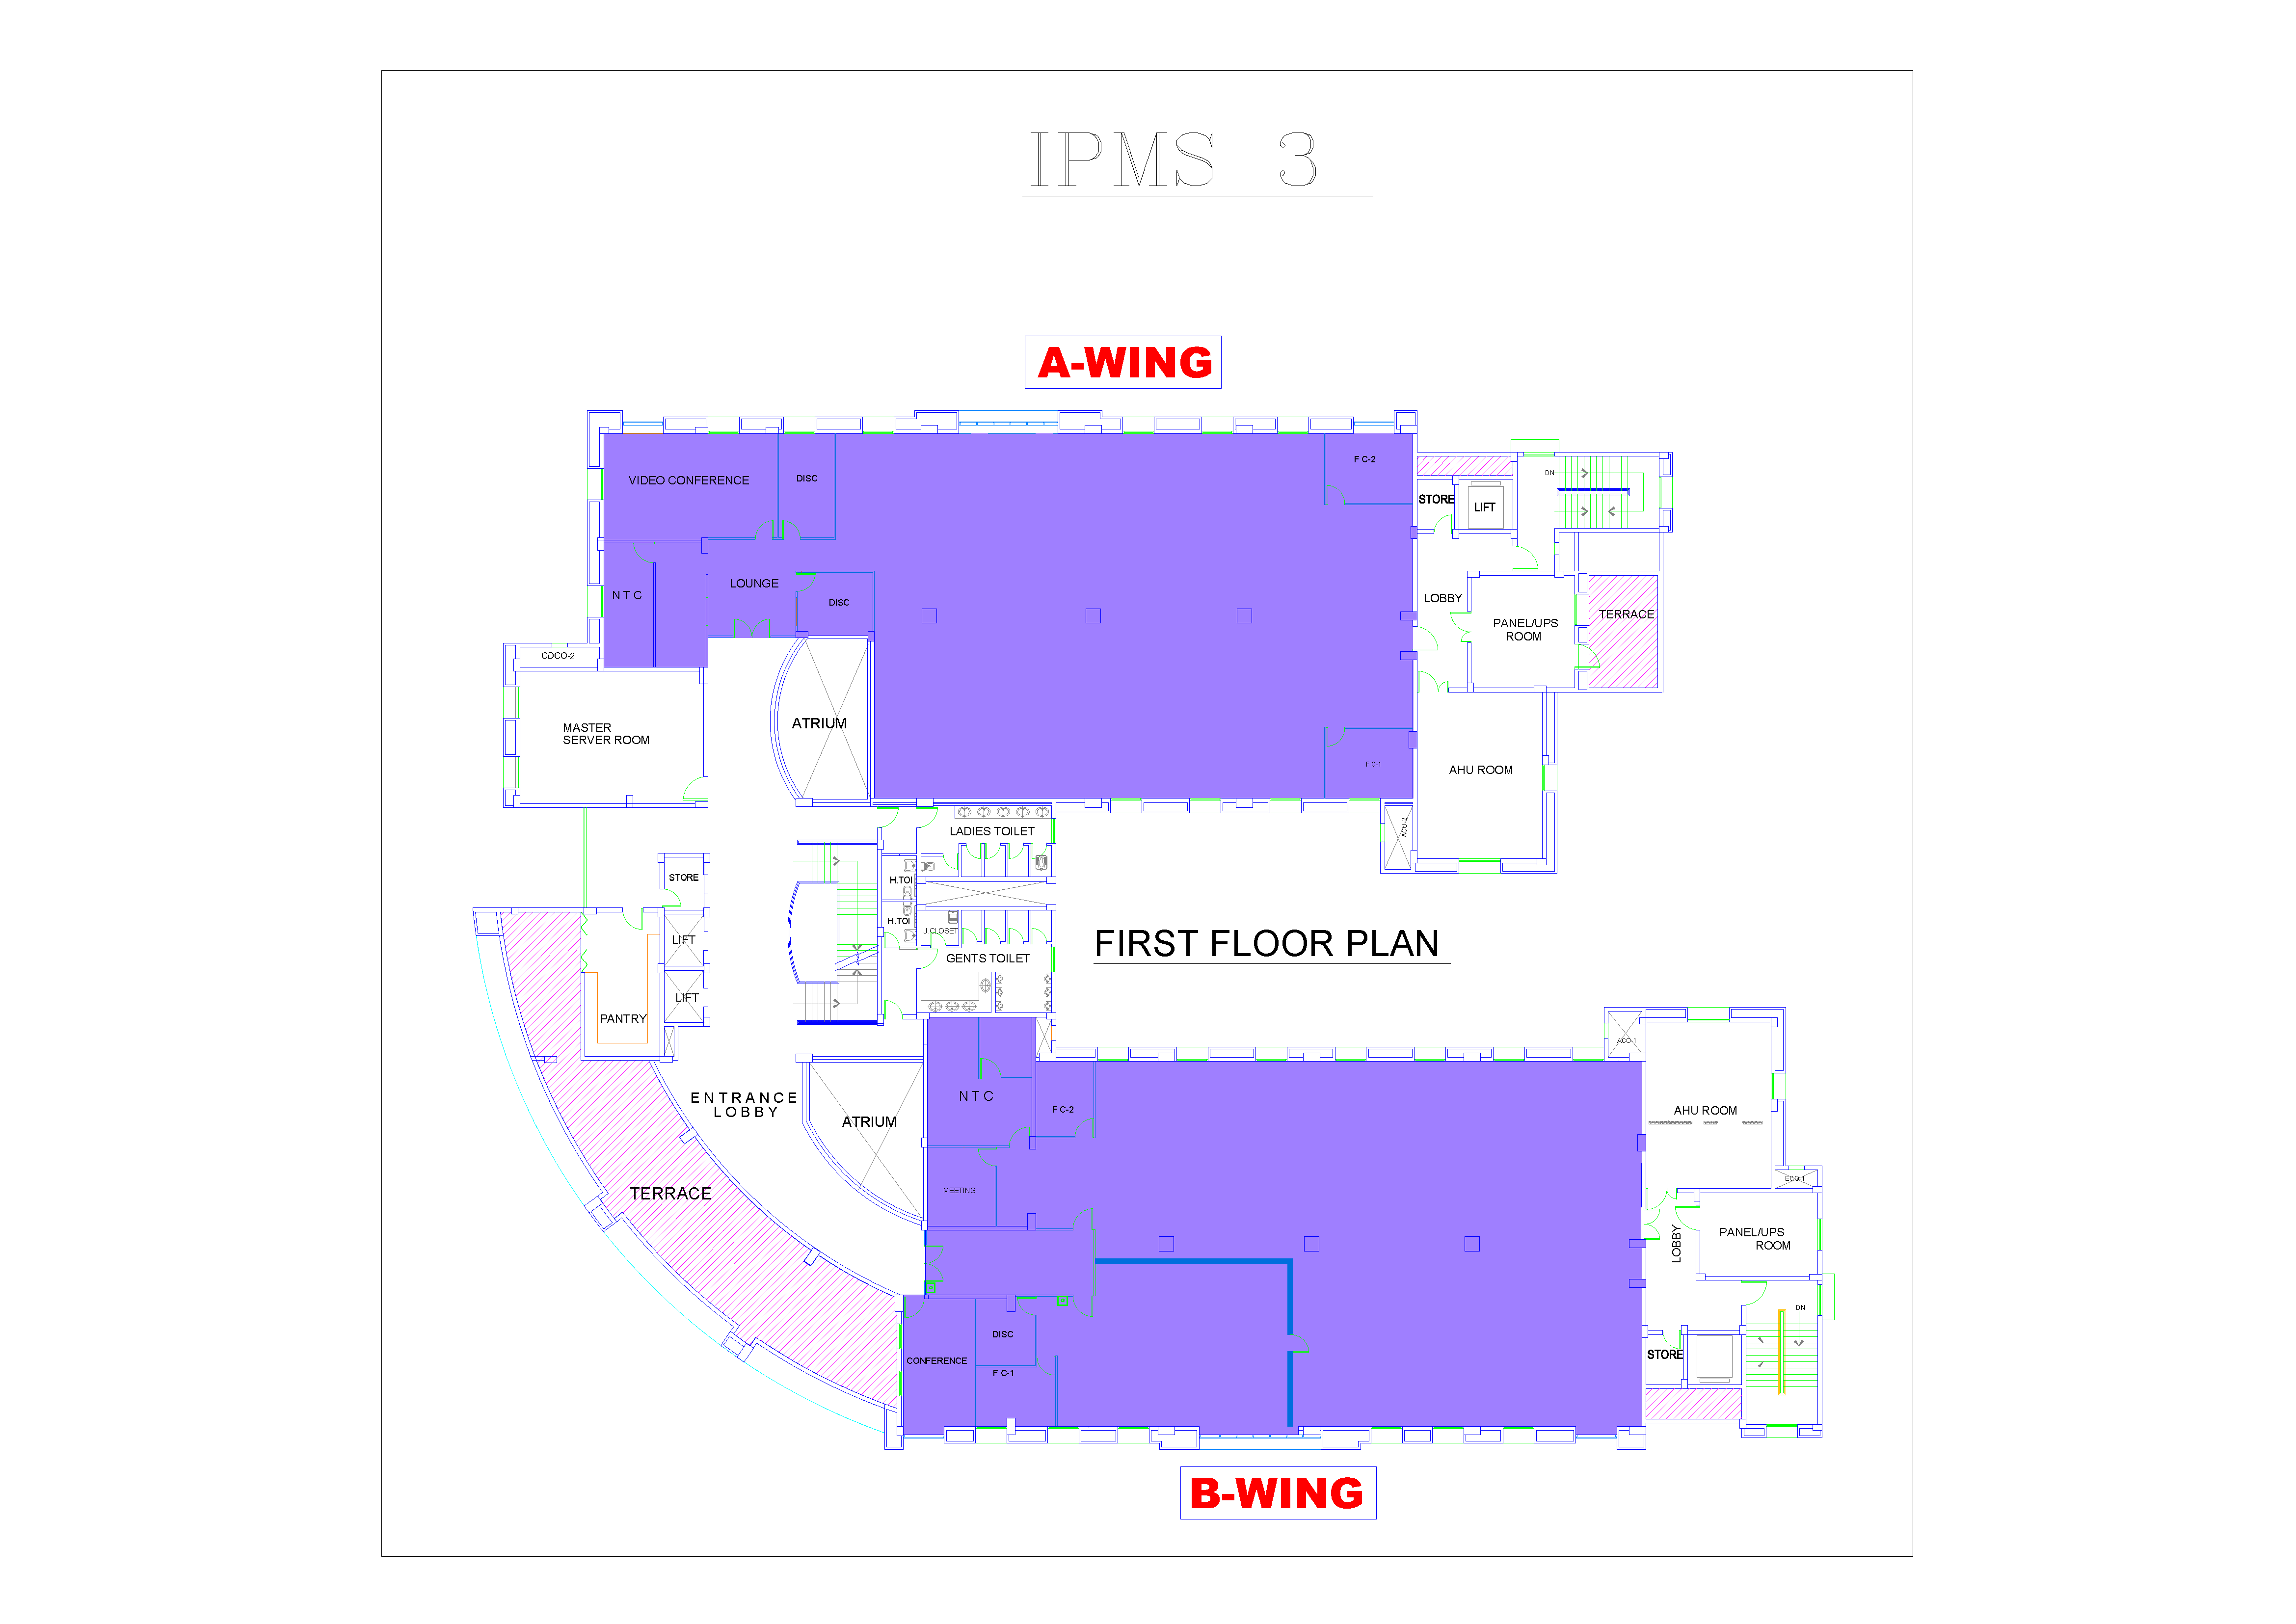 IPMS 3
A-WING
VIDEO CONFERENCE
DISC
F C-2
DN
STORE
LIFT
N T C
LOUNGE
DISC
LOBBY
PANEL/UPS
ROOM
TERRACE
CDCO-2
MASTER
SERVER ROOM
ATRIUM
F C-1
AHU ROOM
ACO-2
LADIES TOILET
STORE
H.TOI
H.TOI
J.CLOSET
LIFT
GENTS TOILET
FIRST FLOOR PLAN
LIFT
PANTRY
ENTRANCE
LOBBY
ATRIUM
N T C
F C-2
ACO-1
AHU ROOM
TERRACE
MEETING
ECO-1
LOBBY
PANEL/UPS
ROOM
DN
DISC
CONFERENCE
F C-1
STORE
B-WING